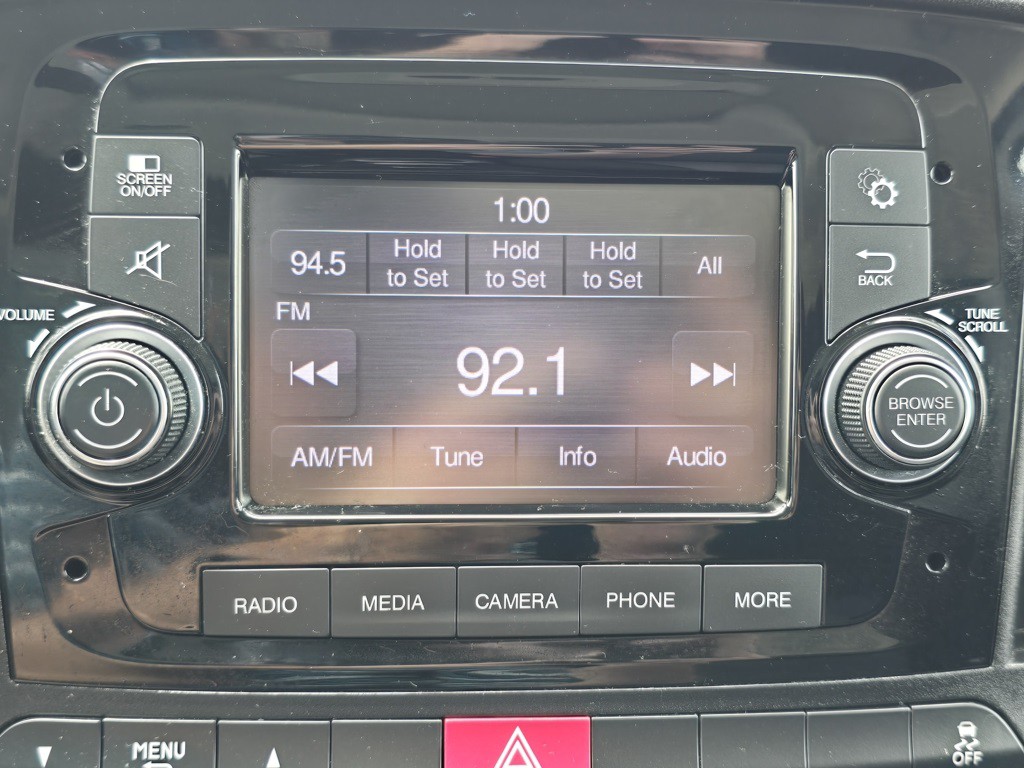 SCREEN
ON/OFF
1:00
94.5
Hold
to Set
Hold
to Set
Hold
to Set
All
BACK
VOLUME
FM
TUNE
SCROLL
92.1
BROWSE
ENTER
AM/FM
Tune
Info
Audio
RADIO
MEDIA
CAMERA
PHONE
MORE
MENU
OFF